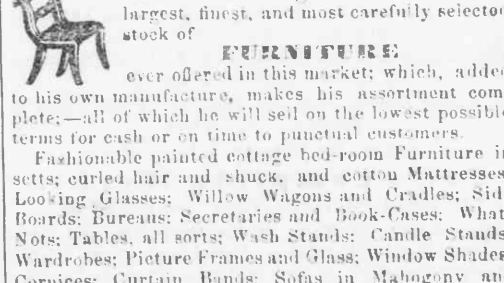 largest, finest, and most carefully selected
stock of
FURNITURE
ever offered in this market; which, added
to his own manufacture, makes his assortment com
plete;—all of which he will sell on the lowest possible
terms for cash or on time to punctual customers.
Fashionable painted cottage bed-room Furniture in
setts; curled hair and shuck, and cotton Mattresses
Looking Glasses; Willow Wagons and Cradles; Sid
Boards; Bureaus; Secretaries and Book-Cases; What
Nots; Tables, all sorts; Wash Stands; Candle Stands
Wardrobes; Picture Frames and Glass; Window Shades
Cornices; Curtain Bands; Sofas in Mahogony an